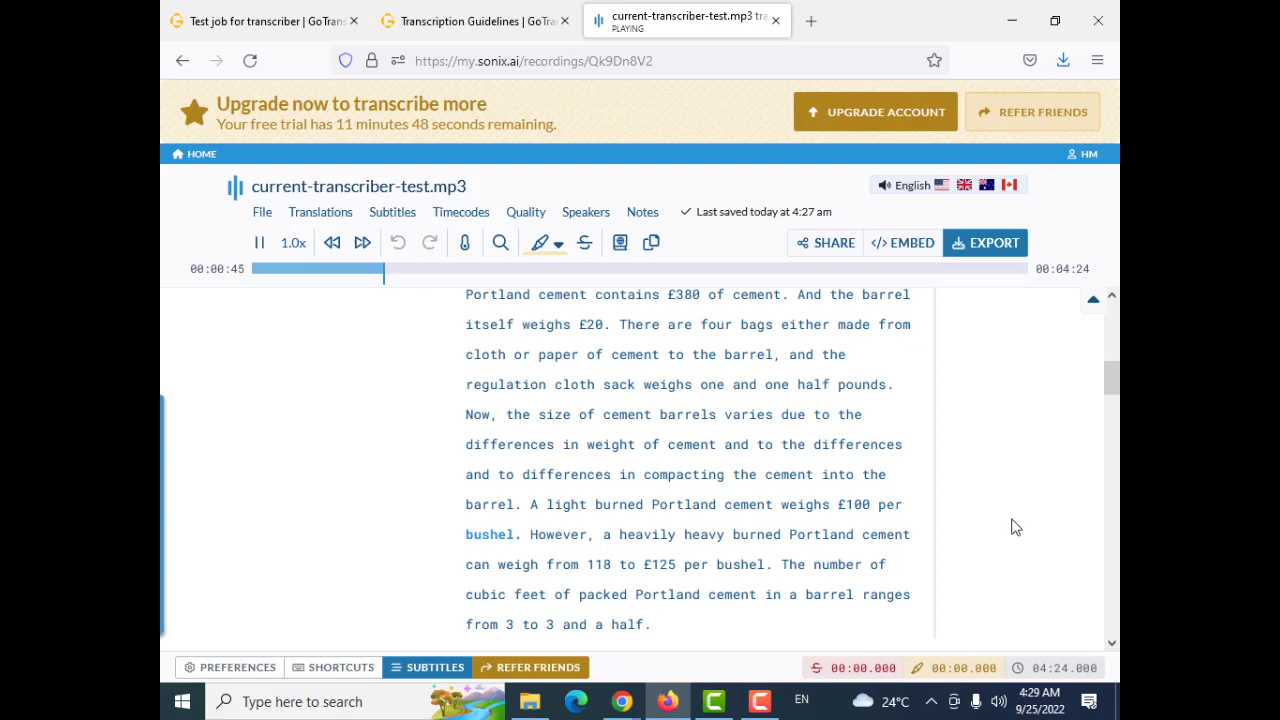 Test job for transcriber | GoTrans
Transcription Guidelines | GoTra
current-transcriber-test.mp3 tra
PLAYING
https://my.sonix.ai/recordings/Qk9Dn8V2
Upgrade now to transcribe more
Your free trial has 11 minutes 48 seconds remaining.
UPGRADE ACCOUNT
REFER FRIENDS
HOME
HM
current-transcriber-test.mp3
English
File Translations Subtitles Timecodes Quality Speakers Notes Last saved today at 4:27 am
1.0x
SHARE
</> EMBED
EXPORT
00:00:45
00:04:24
Portland cement contains £380 of cement. And the barrel
itself weighs £20. There are four bags either made from
cloth or paper of cement to the barrel, and the
regulation cloth sack weighs one and one half pounds.
Now, the size of cement barrels varies due to the
differences in weight of cement and to the differences
and to differences in compacting the cement into the
barrel. A light burned Portland cement weighs £100 per
bushel. However, a heavily heavy burned Portland cement
can weigh from 118 to £125 per bushel. The number of
cubic feet of packed Portland cement in a barrel ranges
from 3 to 3 and a half.
PREFERENCES
SHORTCUTS
SUBTITLES
REFER FRIENDS
00:00.000
00:00.000
04:24.000
Type here to search
EN
24°C
4:29 AM
9/25/2022